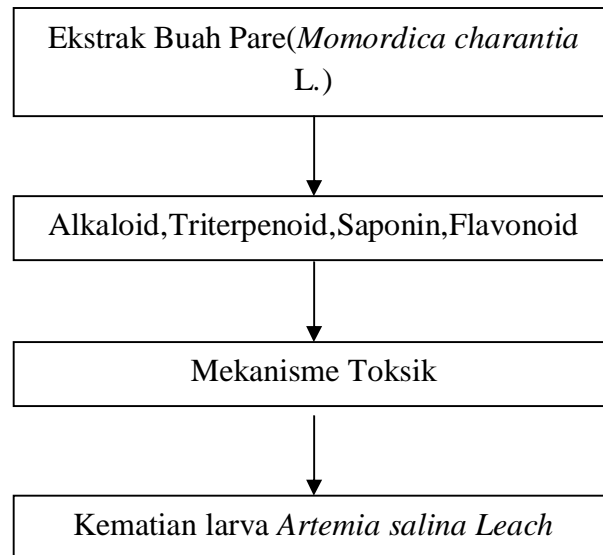 Ekstrak Buah Pare(Momordica charantia
L.)
Alkaloid,Triterpenoid,Saponin,Flavonoid
Mekanisme Toksik
Kematian larva Artemia salina Leach